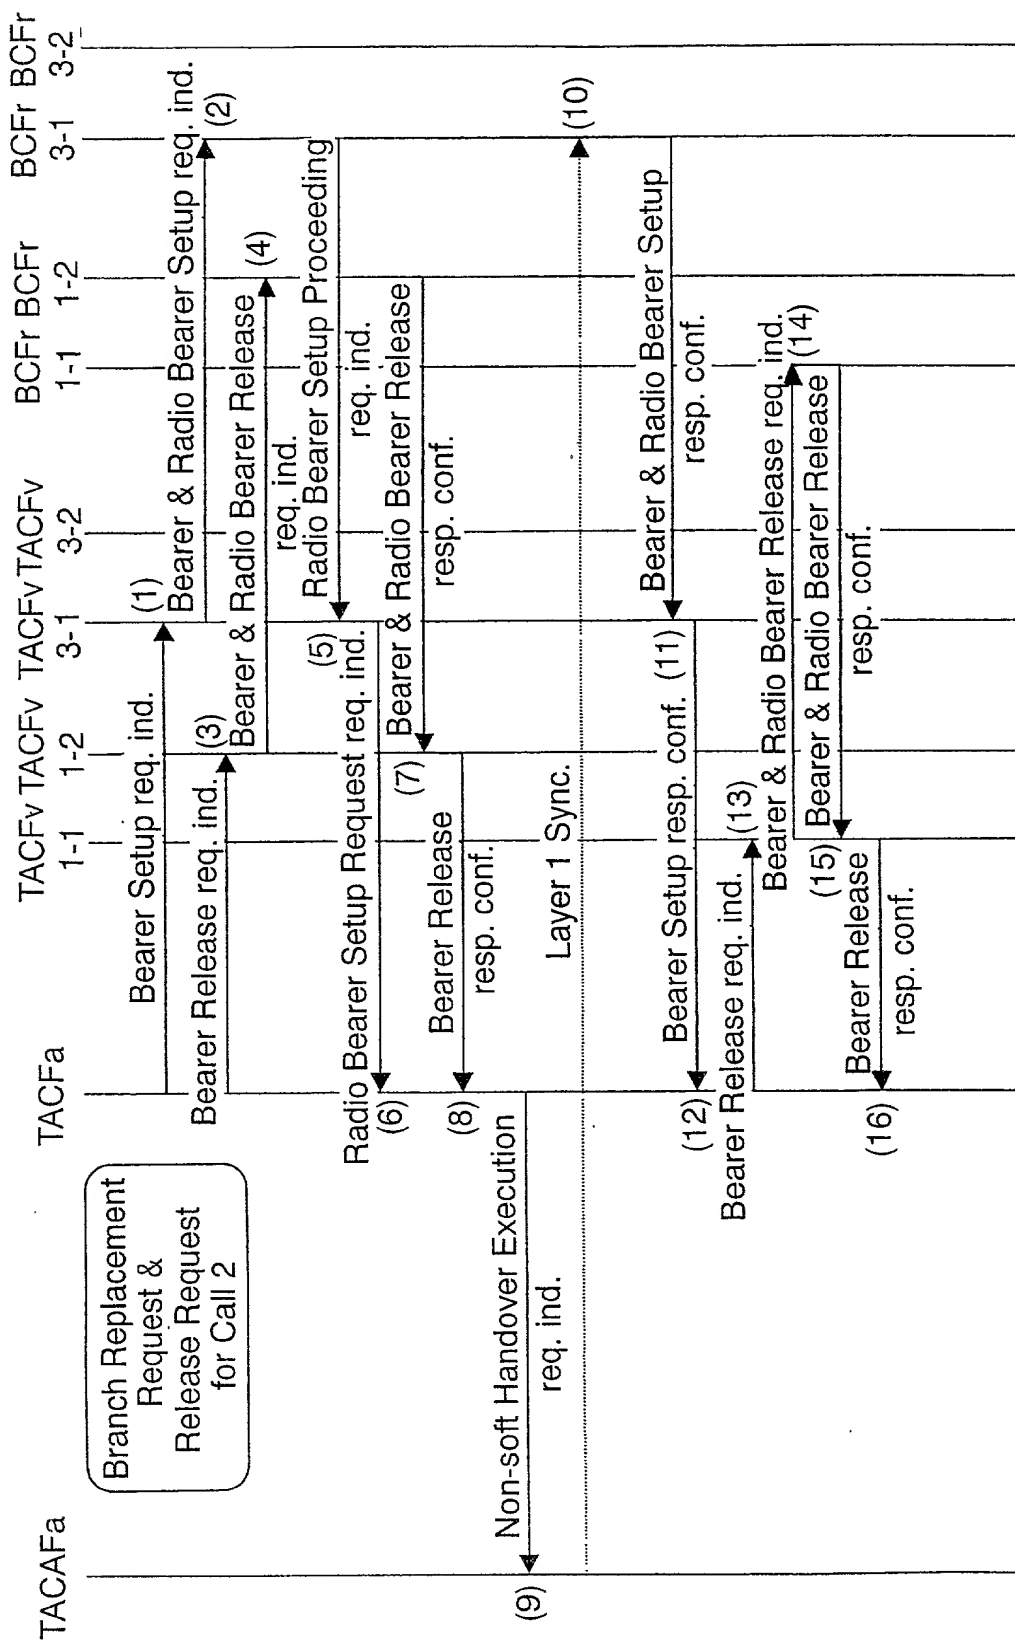 TACAFa
TACFa
TACFv TACFv TACFv TACFv
1-1
1-2
3-1
3-2
BCFr BCFr
1-1
1-2
BCFr BCFr
3-1
3-2
Branch Replacement
Request &
Release Request
for Call 2
Bearer Setup req. ind.
(1)
Bearer & Radio Bearer Setup req. ind.
(2)
Bearer Release req. ind.
(3)
Bearer & Radio Bearer Release
req. ind.
(4)
Radio Bearer Setup Proceeding
req. ind.
(5)
Radio Bearer Setup Request req. ind.
(6)
Bearer & Radio Bearer Release
resp. conf.
(7)
Bearer Release
resp. conf.
(8)
Non-soft Handover Execution
req. ind.
(9)
Layer 1 Sync.
(10)
Bearer & Radio Bearer Setup
resp. conf.
(11)
Bearer Setup resp. conf.
(12)
Bearer Release req. ind.
(13)
Bearer & Radio Bearer Release req. ind.
(14)
Bearer & Radio Bearer Release
resp. conf.
(15)
Bearer Release
resp. conf.
(16)